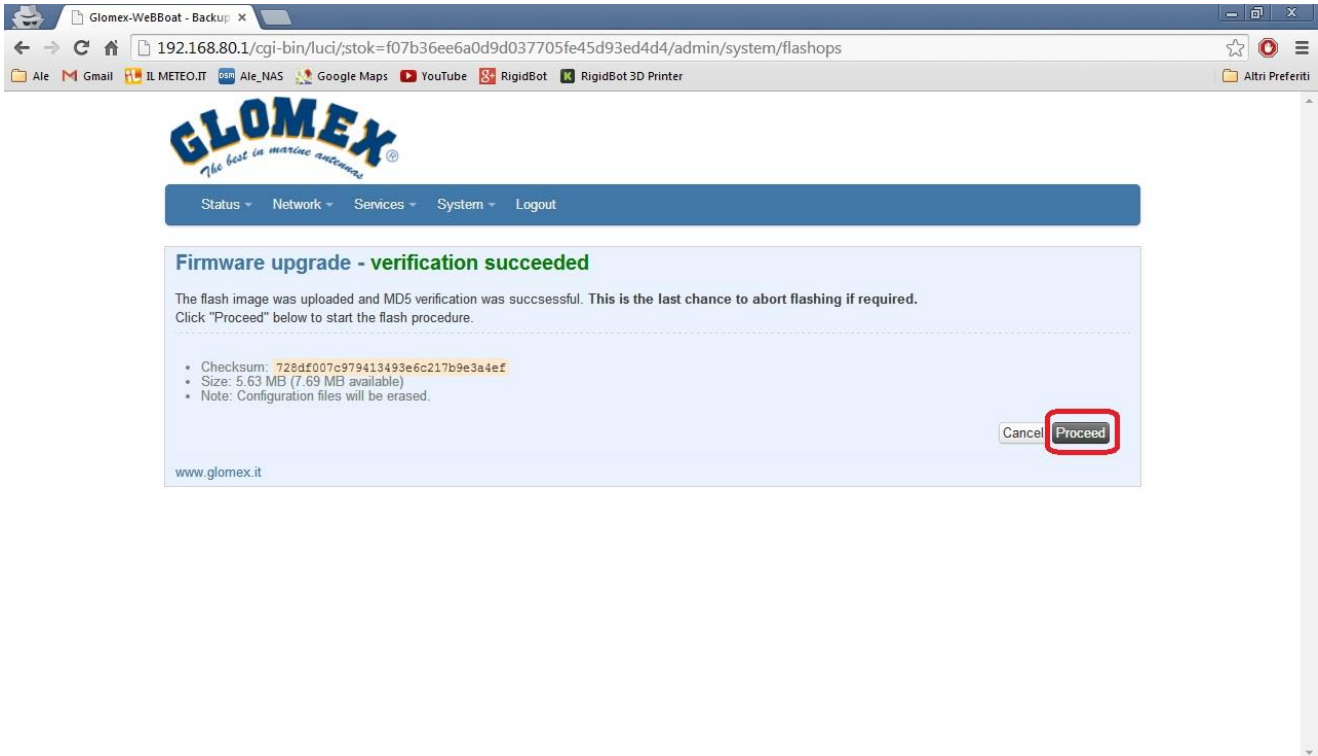 Glomex-WeBBoat - Backup
192.168.80.1/cgi-bin/luci/;stok=f07b36ee6a0d9d037705fe45d93ed4d4/admin/system/flashops
Ale Gmail IL METEO.IT DSM Ale_NAS Google Maps YouTube RigidBot K RigidBot 3D Printer Altri Preferiti
GLOMEX
The best in marine antennas ®
Status Network Services System Logout
Firmware upgrade - verification succeeded
The flash image was uploaded and MD5 verification was succsessful. This is the last chance to abort flashing if required.
Click "Proceed" below to start the flash procedure.
• Checksum: 728df007c979413493e6c217b9e3a4ef
• Size: 5.63 MB (7.69 MB available)
• Note: Configuration files will be erased.
Cancel Proceed
www.glomex.it